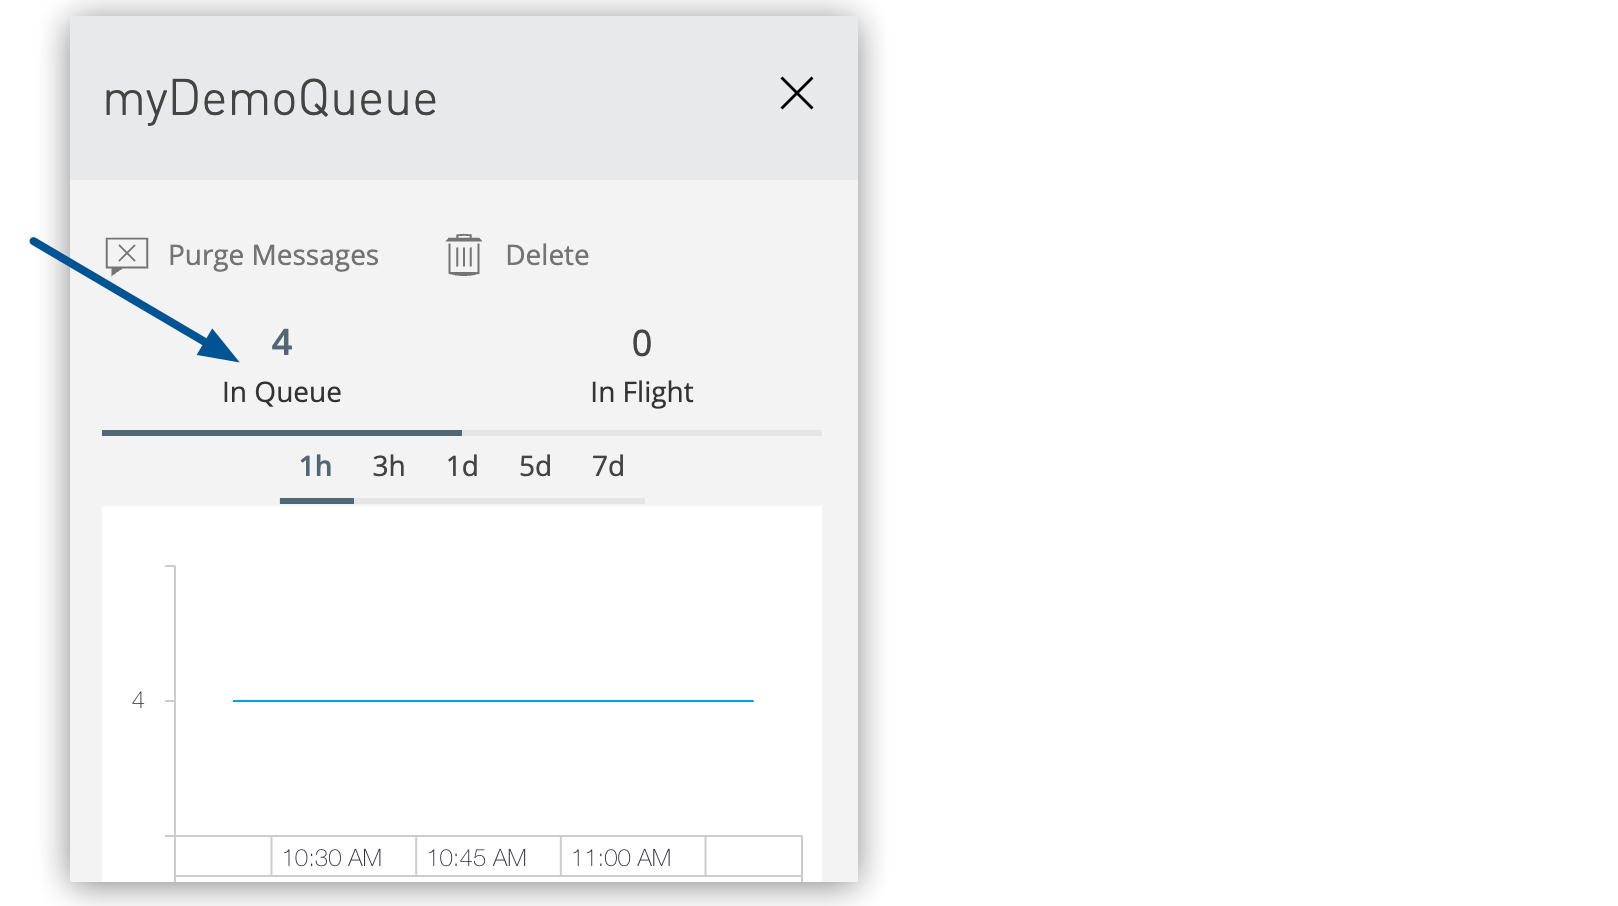 myDemoQueue
Purge Messages Delete
4 0
In Queue In Flight
1h 3h 1d 5d 7d
4
10:30 AM 10:45 AM 11:00 AM